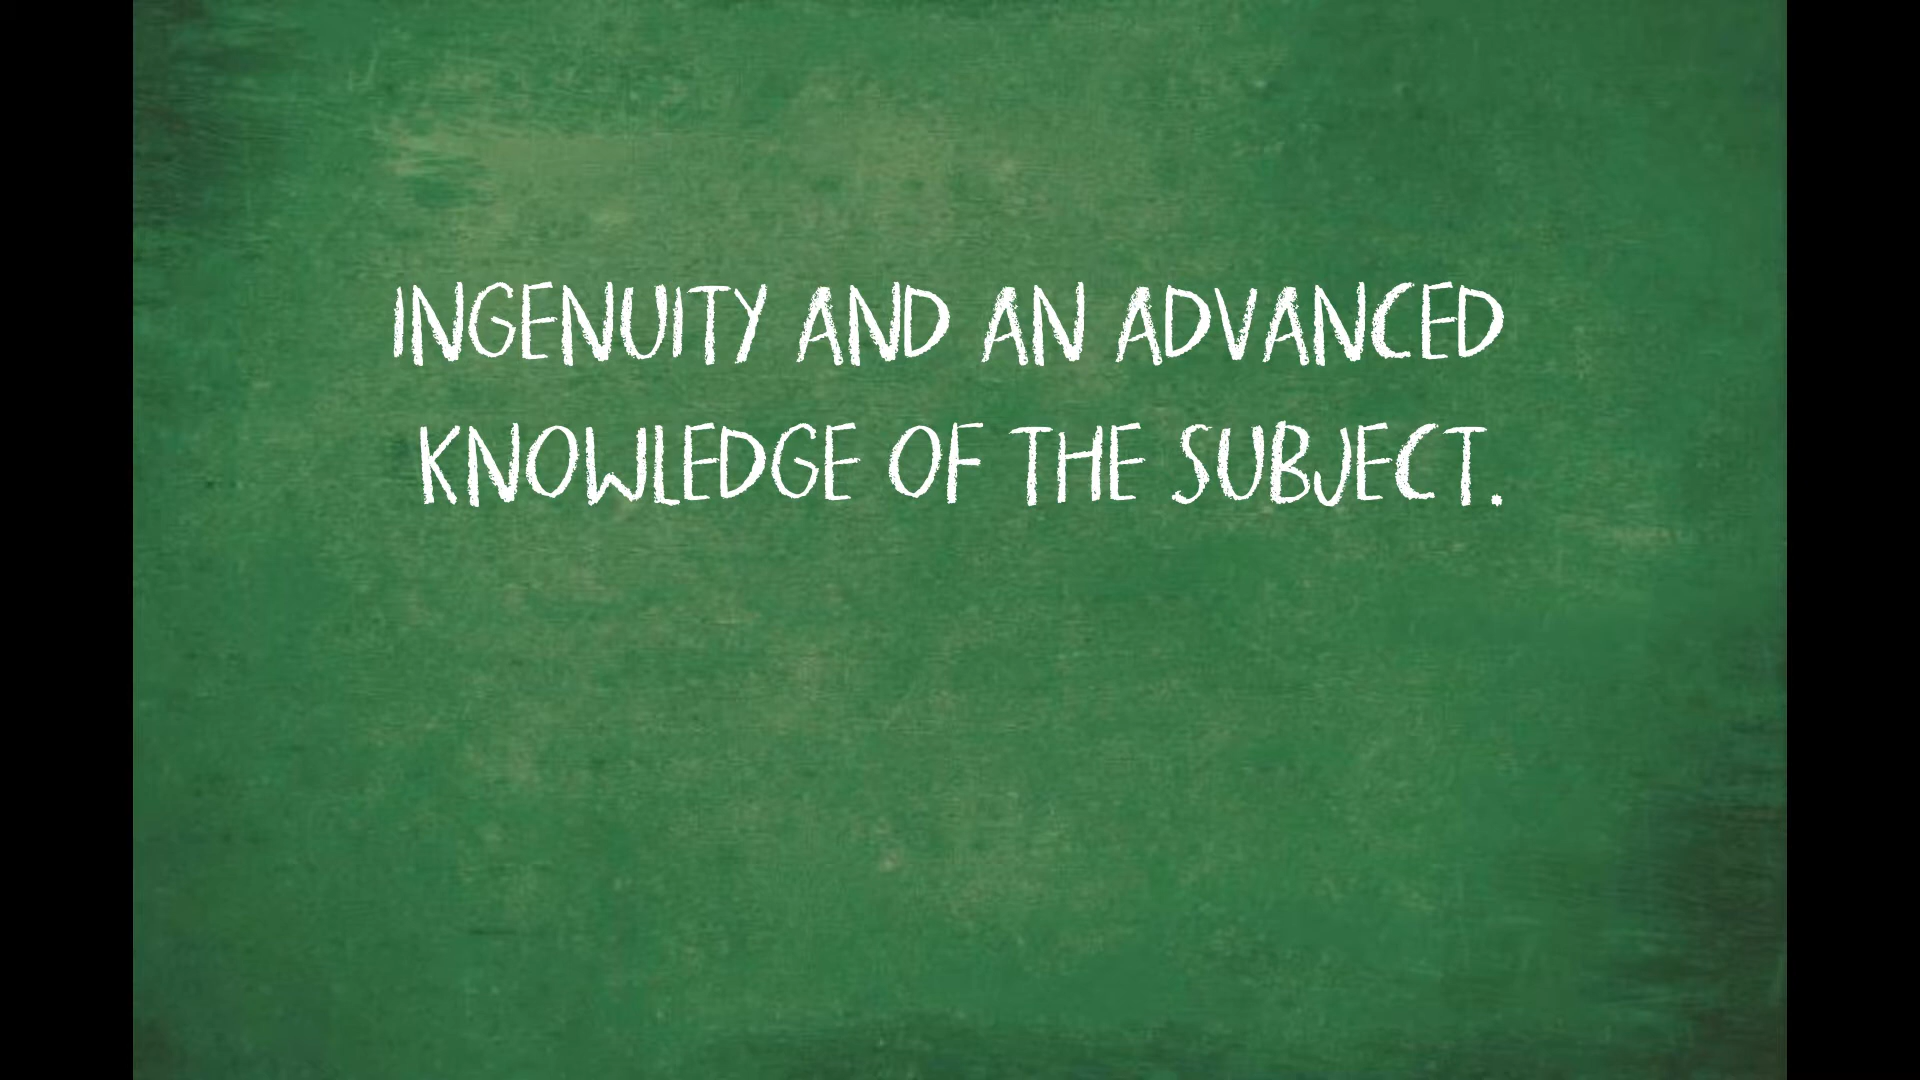 INGENUITY AND AN ADVANCED
KNOWLEDGE OF THE SUBJECT.